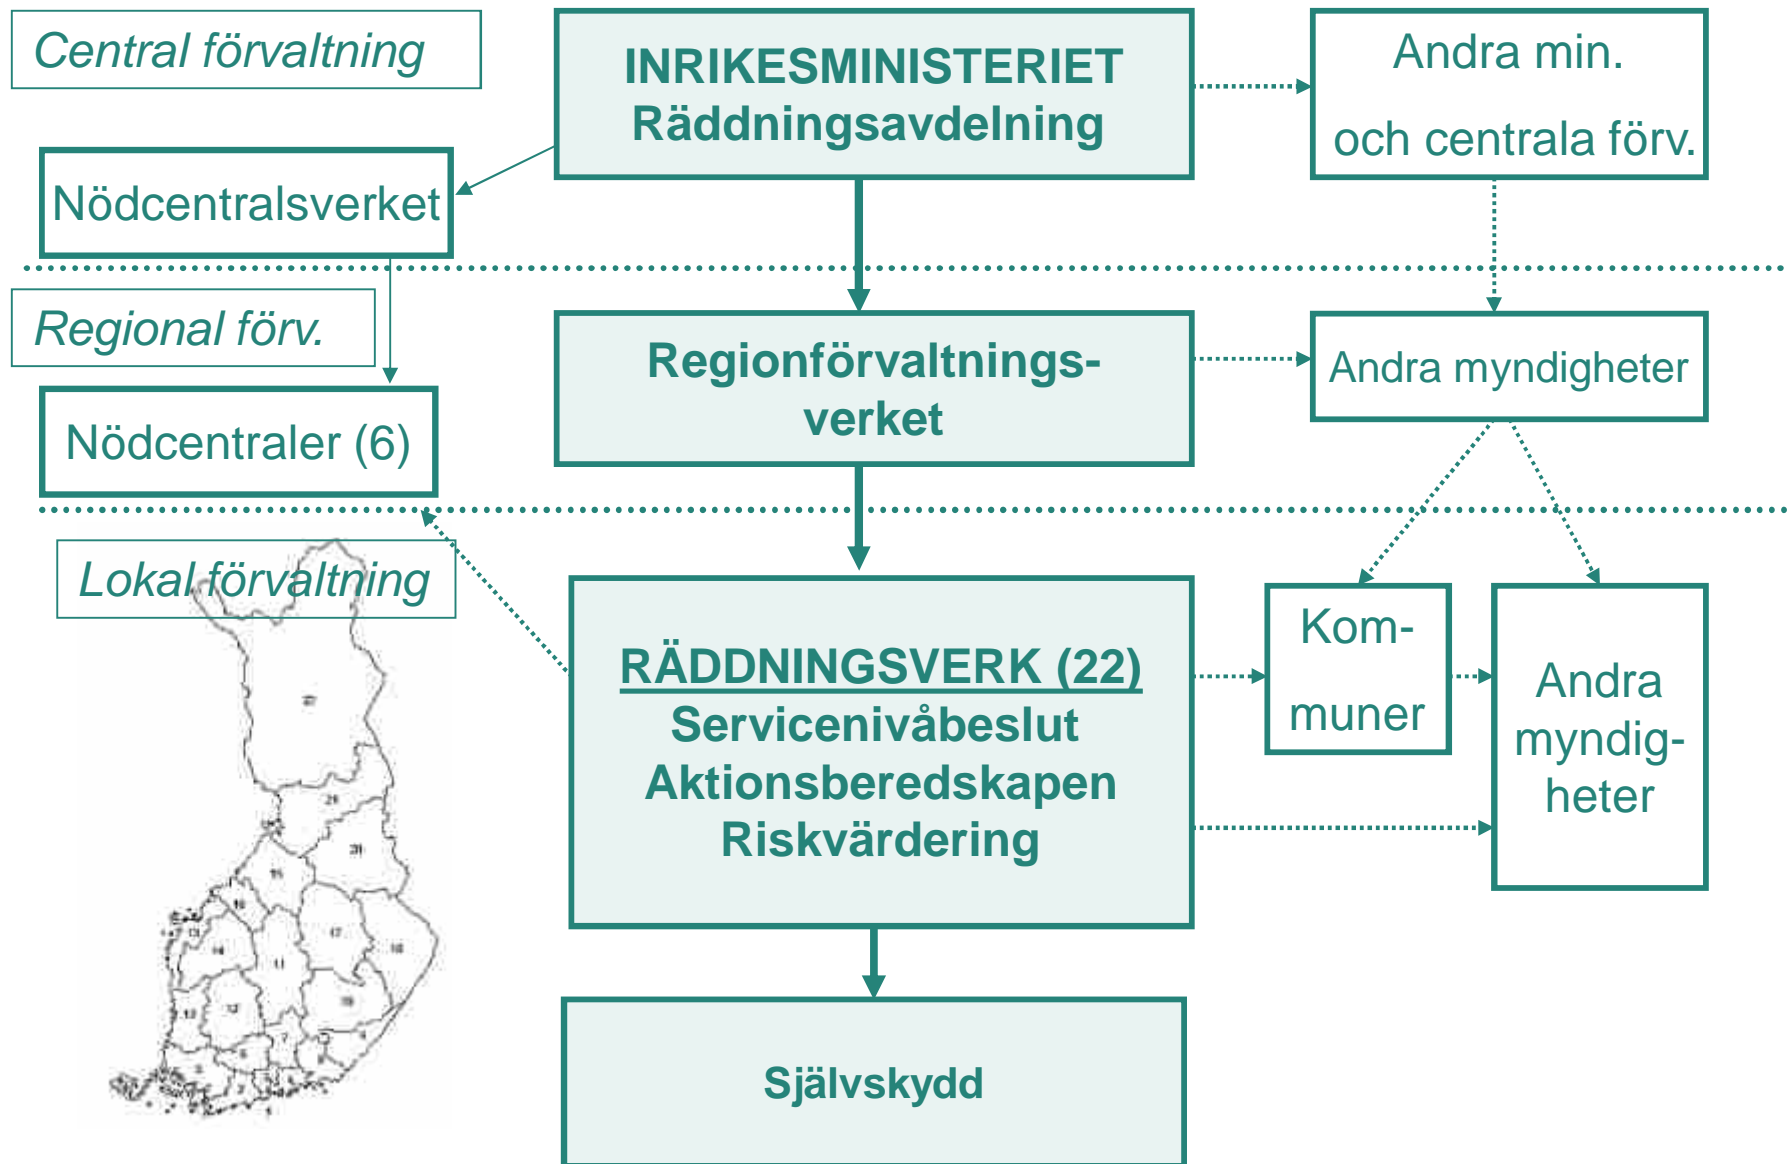 Central förvaltning
INRIKESMINISTERIET
Räddningsavdelning
Andra min.
och centrala förv.
Nödcentralsverket
Regional förv.
Regionförvaltnings-
verket
Andra myndigheter
Nödcentraler (6)
Lokal förvaltning
RÄDDNINGSVERK (22)
Servicenivåbeslut
Aktionsberedskapen
Riskvärdering
Kom-
muner
Andra
myndig-
heter
Självskydd